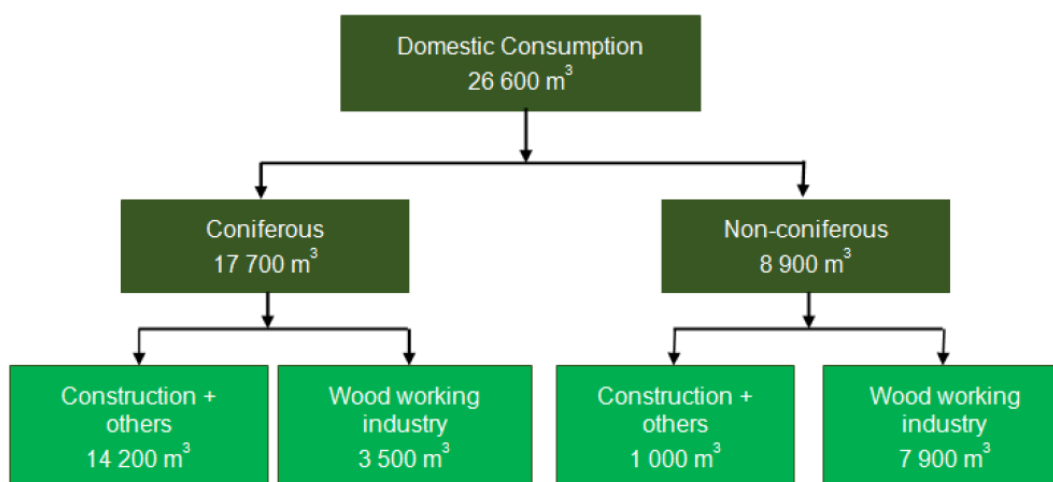 Domestic Consumption
26 600 m³
Coniferous
17 700 m³
Non-coniferous
8 900 m³
Construction +
others
14 200 m³
Wood working
industry
3 500 m³
Construction +
others
1 000 m³
Wood working
industry
7 900 m³